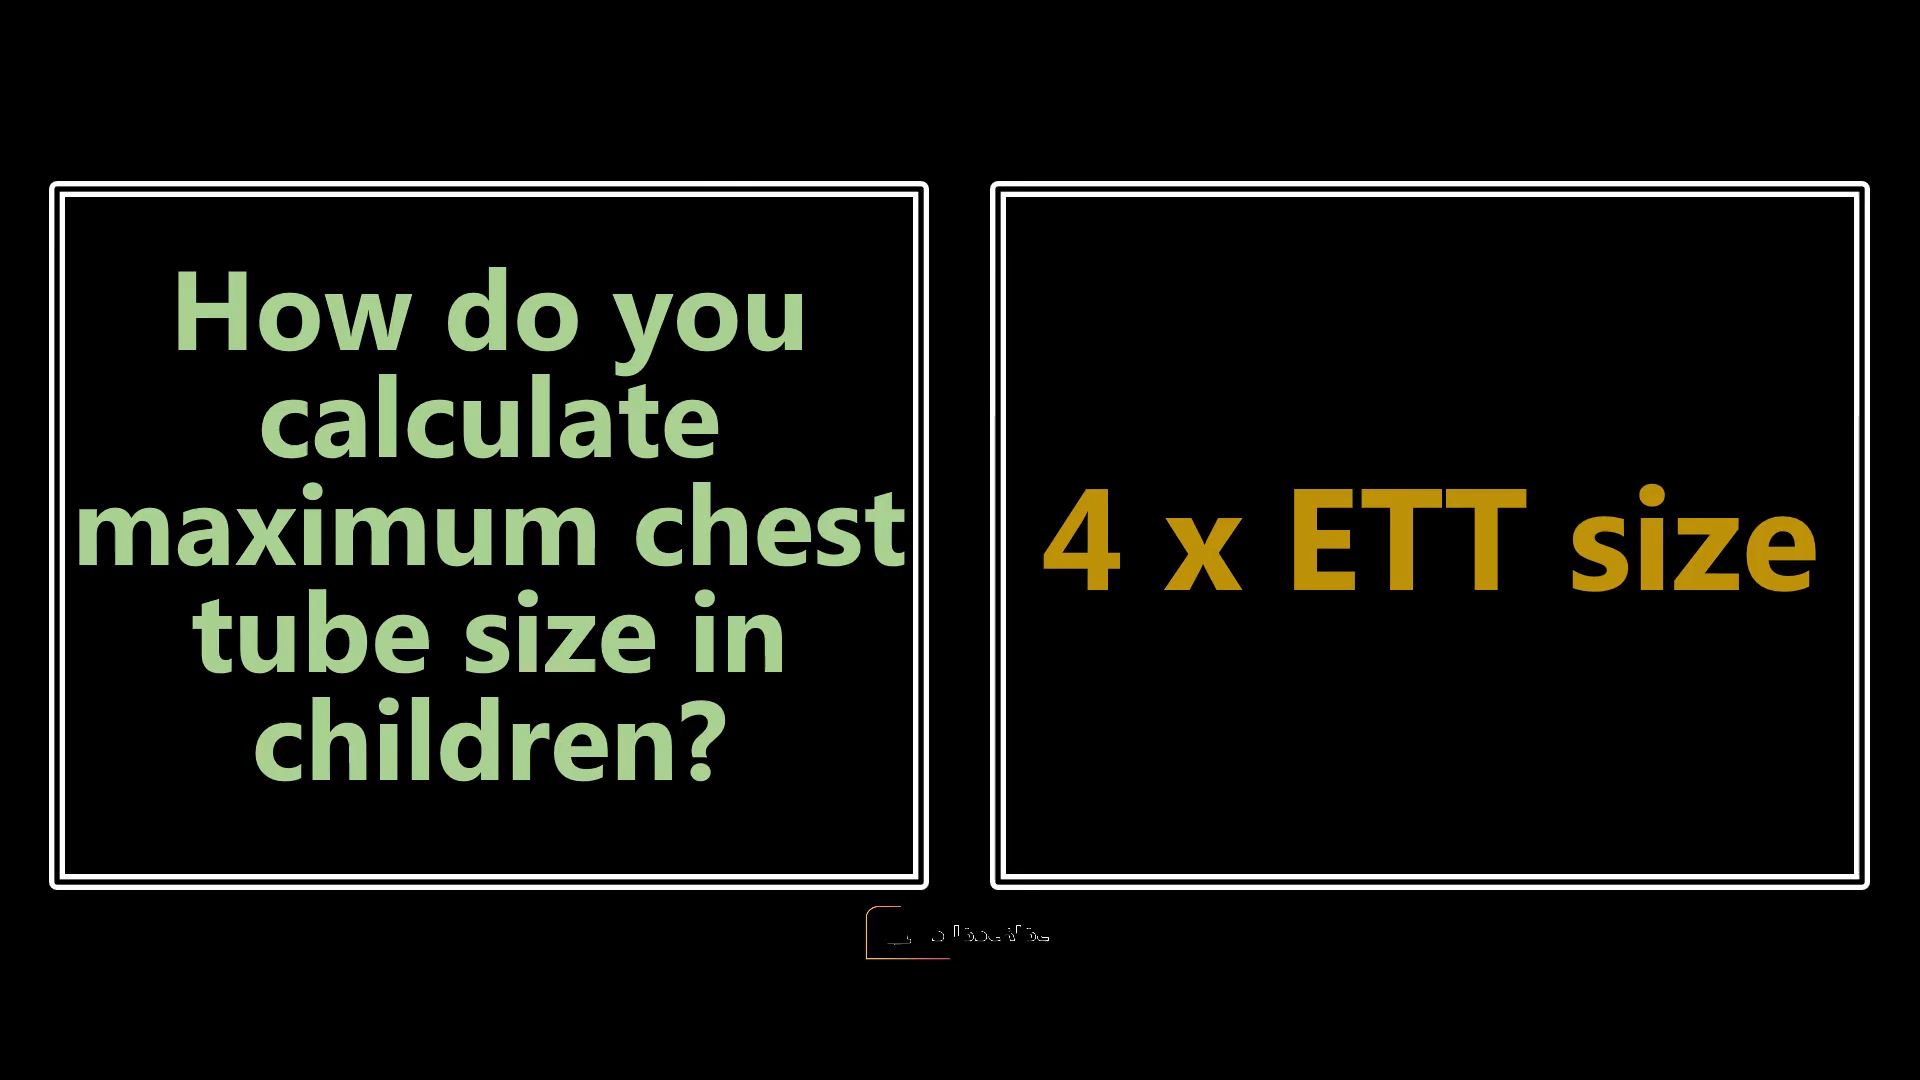 How do you
calculate
maximum chest
tube size in
children?
4 x ETT size